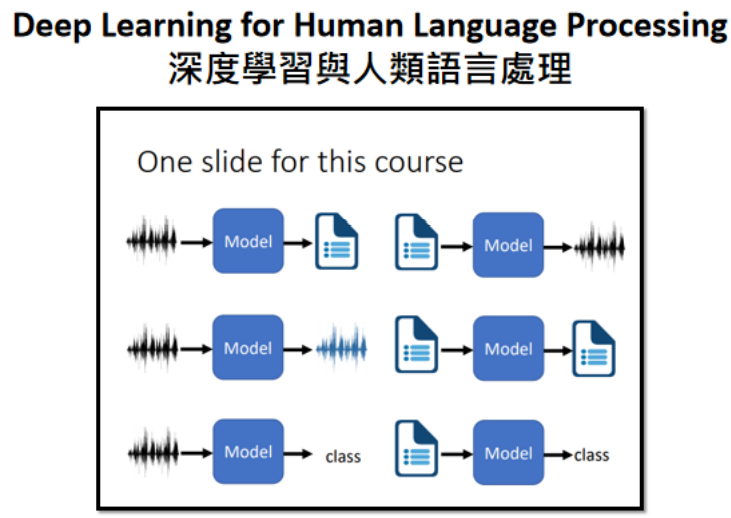 Deep Learning for Human Language Processing
深度學習與人類語言處理
One slide for this course
Model
Model
Model
Model
Model
class
Model
class